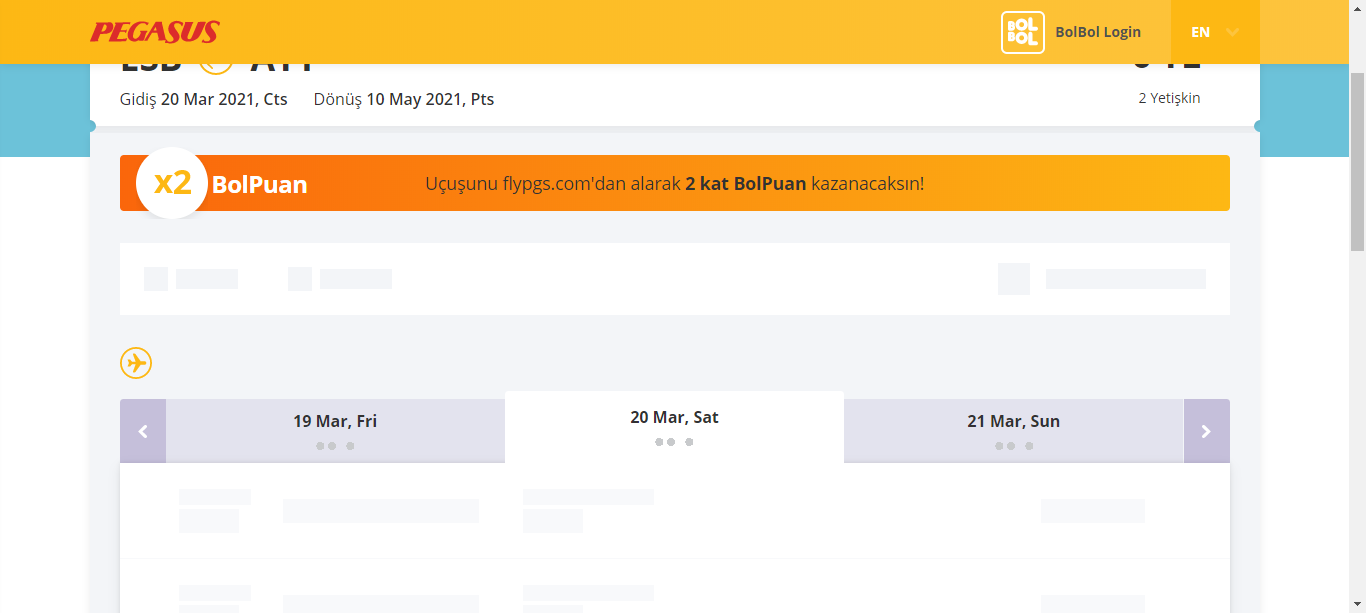 PEGASUS
BOL BOL
BolBol Login
EN
Gidiş 20 Mar 2021, Cts
Dönüş 10 May 2021, Pts
2 Yetişkin
x2 BolPuan
Uçuşunu flypgs.com'dan alarak 2 kat BolPuan kazanacaksın!
19 Mar, Fri
20 Mar, Sat
21 Mar, Sun